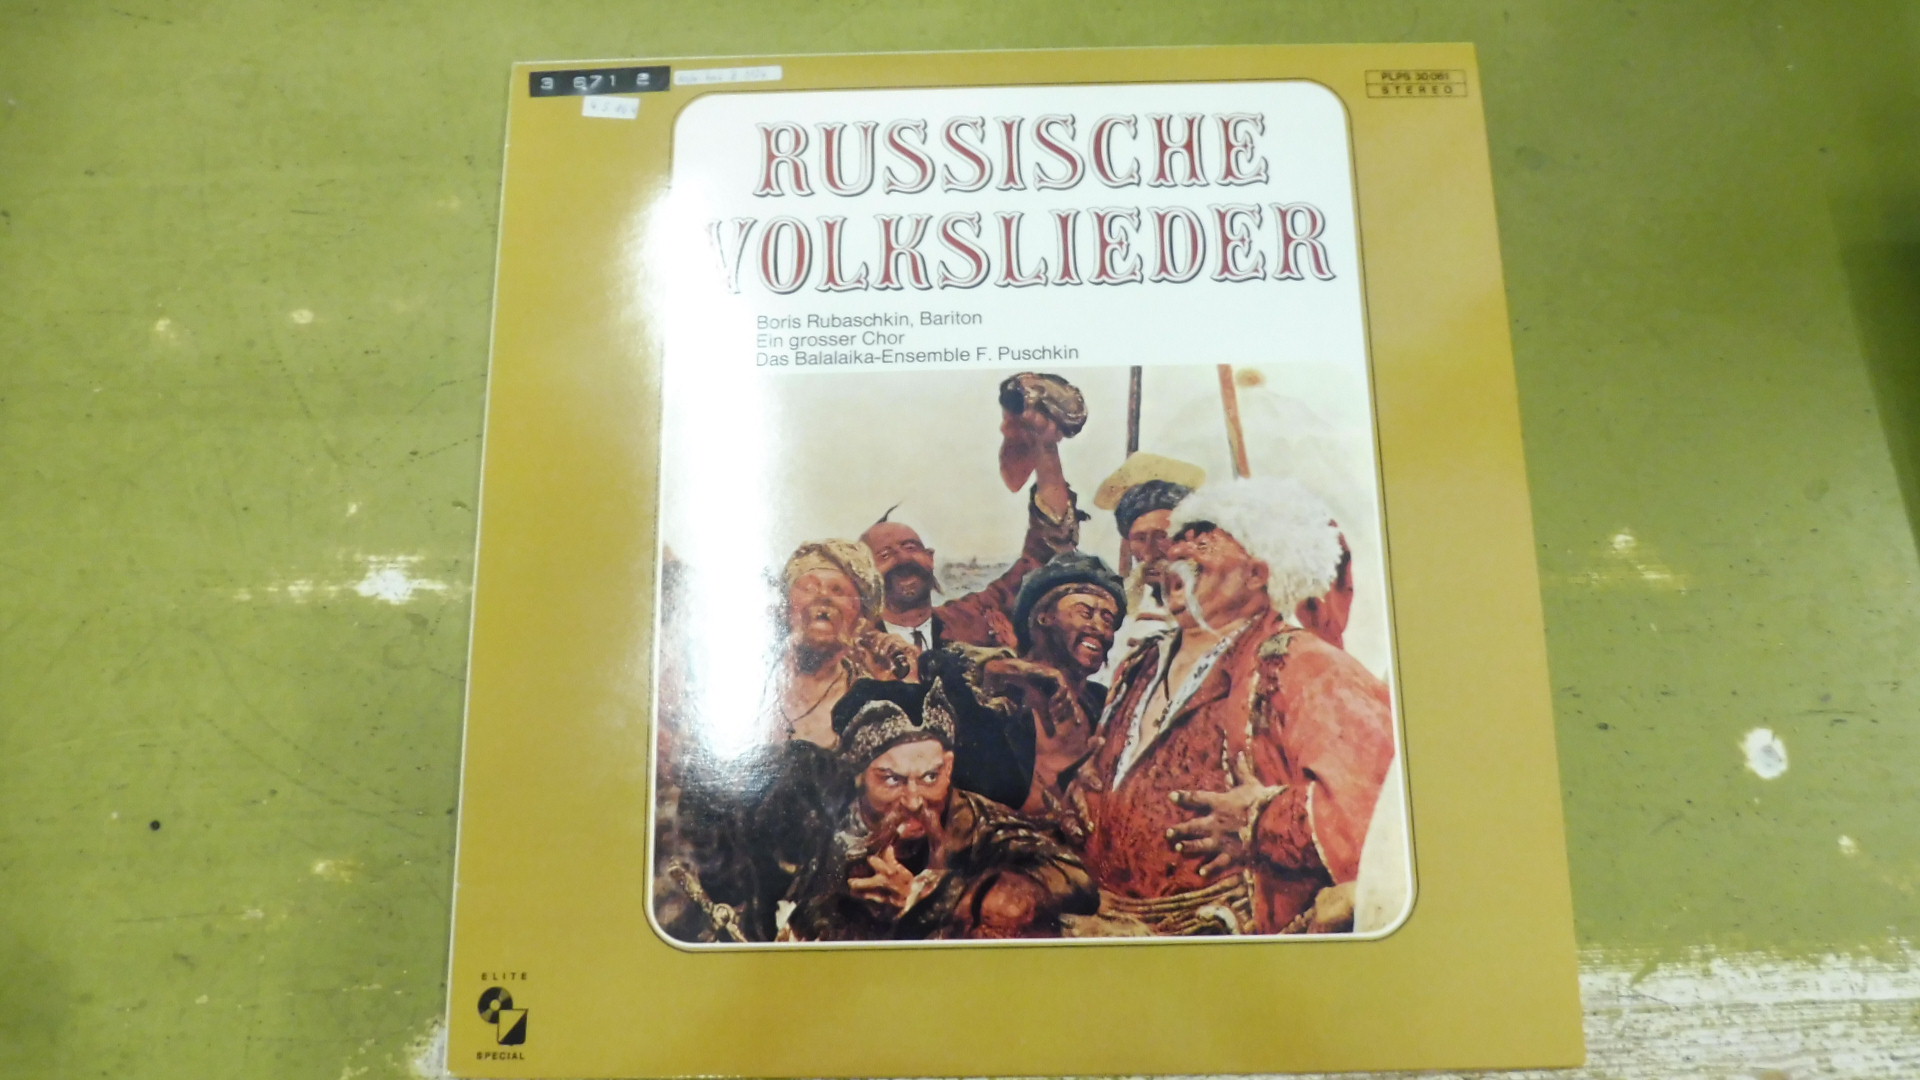 3 671 2
PLPS 30 061
STEREO
RUSSISCHE
VOLKSLIEDER
Boris Rubaschkin, Bariton
Ein grosser Chor
Das Balalaika-Ensemble F. Puschkin
ELITE
SPECIAL